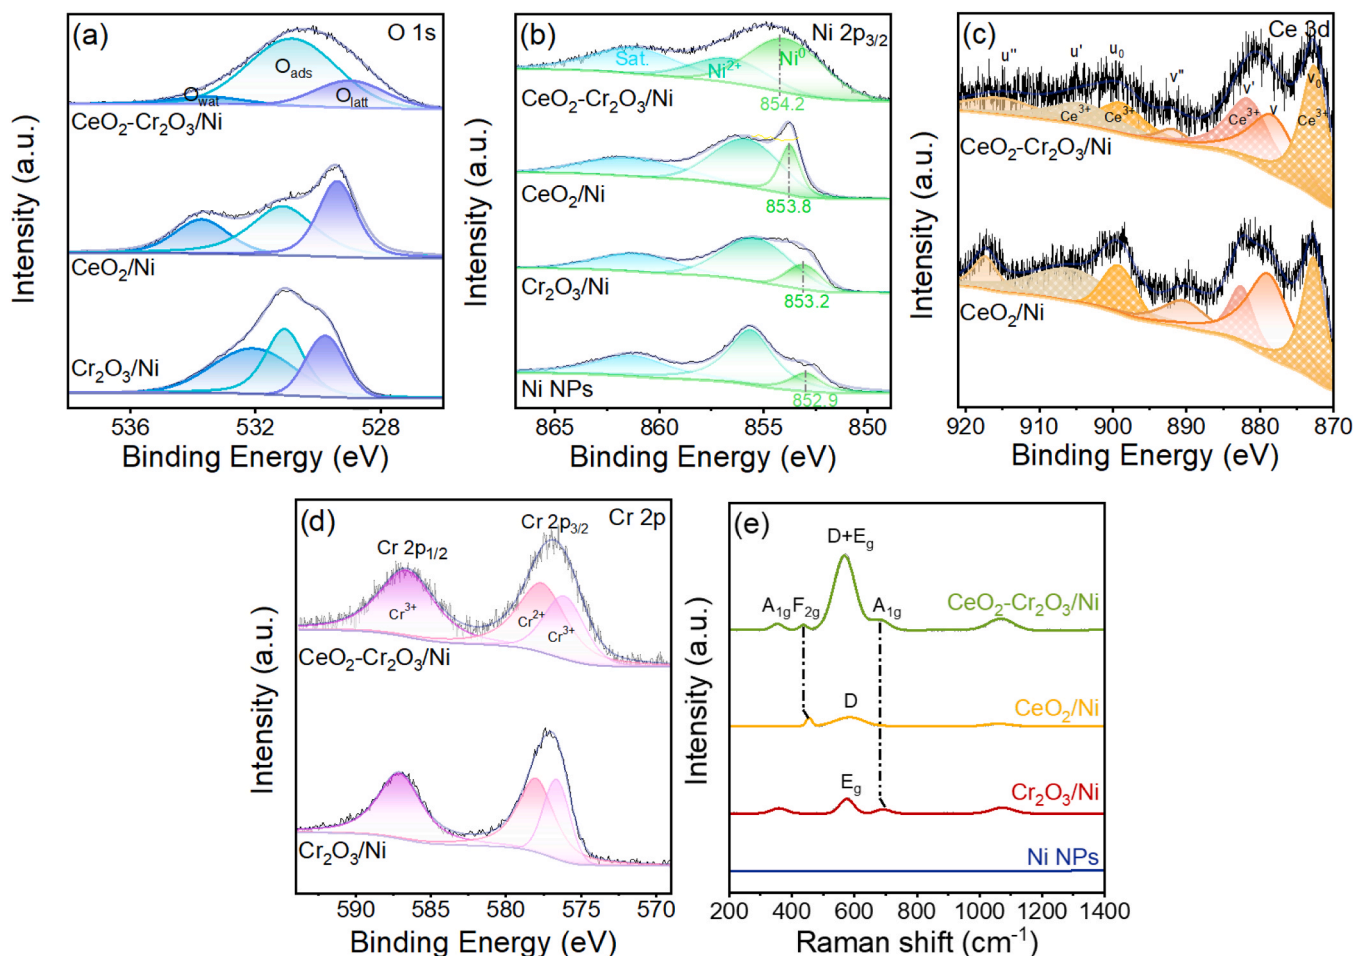 (a) O 1s
O_ads
O_wat O_latt
CeO₂-Cr₂O₃/Ni
CeO₂/Ni
Cr₂O₃/Ni
536 532 528
Binding Energy (eV)
Intensity (a.u.)
(b) Ni 2p₃/₂
Sat. Ni²⁺ Ni⁰
CeO₂-Cr₂O₃/Ni 854.2
CeO₂/Ni 853.8
Cr₂O₃/Ni 853.2
Ni NPs 852.9
865 860 855 850
Binding Energy (eV)
Intensity (a.u.)
(c) Ce 3d
u'' u' u₀ v'' v' v v₀
Ce³⁺ Ce³⁺ Ce³⁺ Ce³⁺
CeO₂-Cr₂O₃/Ni
CeO₂/Ni
920 910 900 890 880 870
Binding Energy (eV)
Intensity (a.u.)
(d) Cr 2p
Cr 2p₁/₂ Cr 2p₃/₂
Cr³⁺ Cr²⁺ Cr³⁺
CeO₂-Cr₂O₃/Ni
Cr₂O₃/Ni
590 585 580 575 570
Binding Energy (eV)
Intensity (a.u.)
(e)
D+E_g
A₁g F₂g A₁g
CeO₂-Cr₂O₃/Ni
D
CeO₂/Ni
E_g
Cr₂O₃/Ni
Ni NPs
200 400 600 800 1000 1200 1400
Raman shift (cm⁻¹)
Intensity (a.u.)